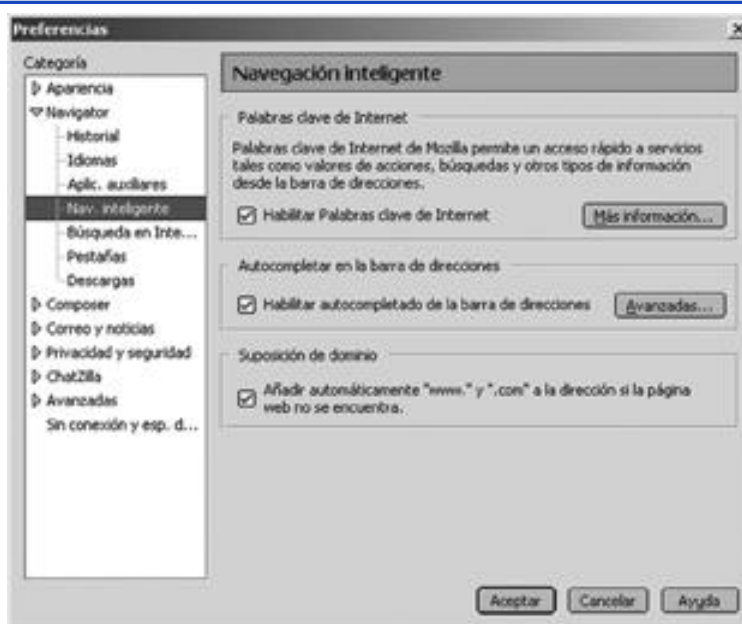 Preferencias
Categoría
Apariencia
Navigator
Historial
Idiomas
Aplic. auxiliares
Nav. inteligente
Búsqueda en Inte...
Pestañas
Descargas
Composer
Correo y noticias
Privacidad y seguridad
ChatZilla
Avanzadas
Sin conexión y esp. d...
Navegación inteligente
Palabras clave de Internet
Palabras clave de Internet de Mozilla permite un acceso rápido a servicios
tales como valores de acciones, búsquedas y otros tipos de información
desde la barra de direcciones.
Habilitar Palabras clave de Internet
Más información...
Autocompletar en la barra de direcciones
Habilitar autocompletado de la barra de direcciones
Avanzadas...
Suposición de dominio
Añadir automáticamente "www." y ".com" a la dirección si la página
web no se encuentra.
Aceptar
Cancelar
Ayuda